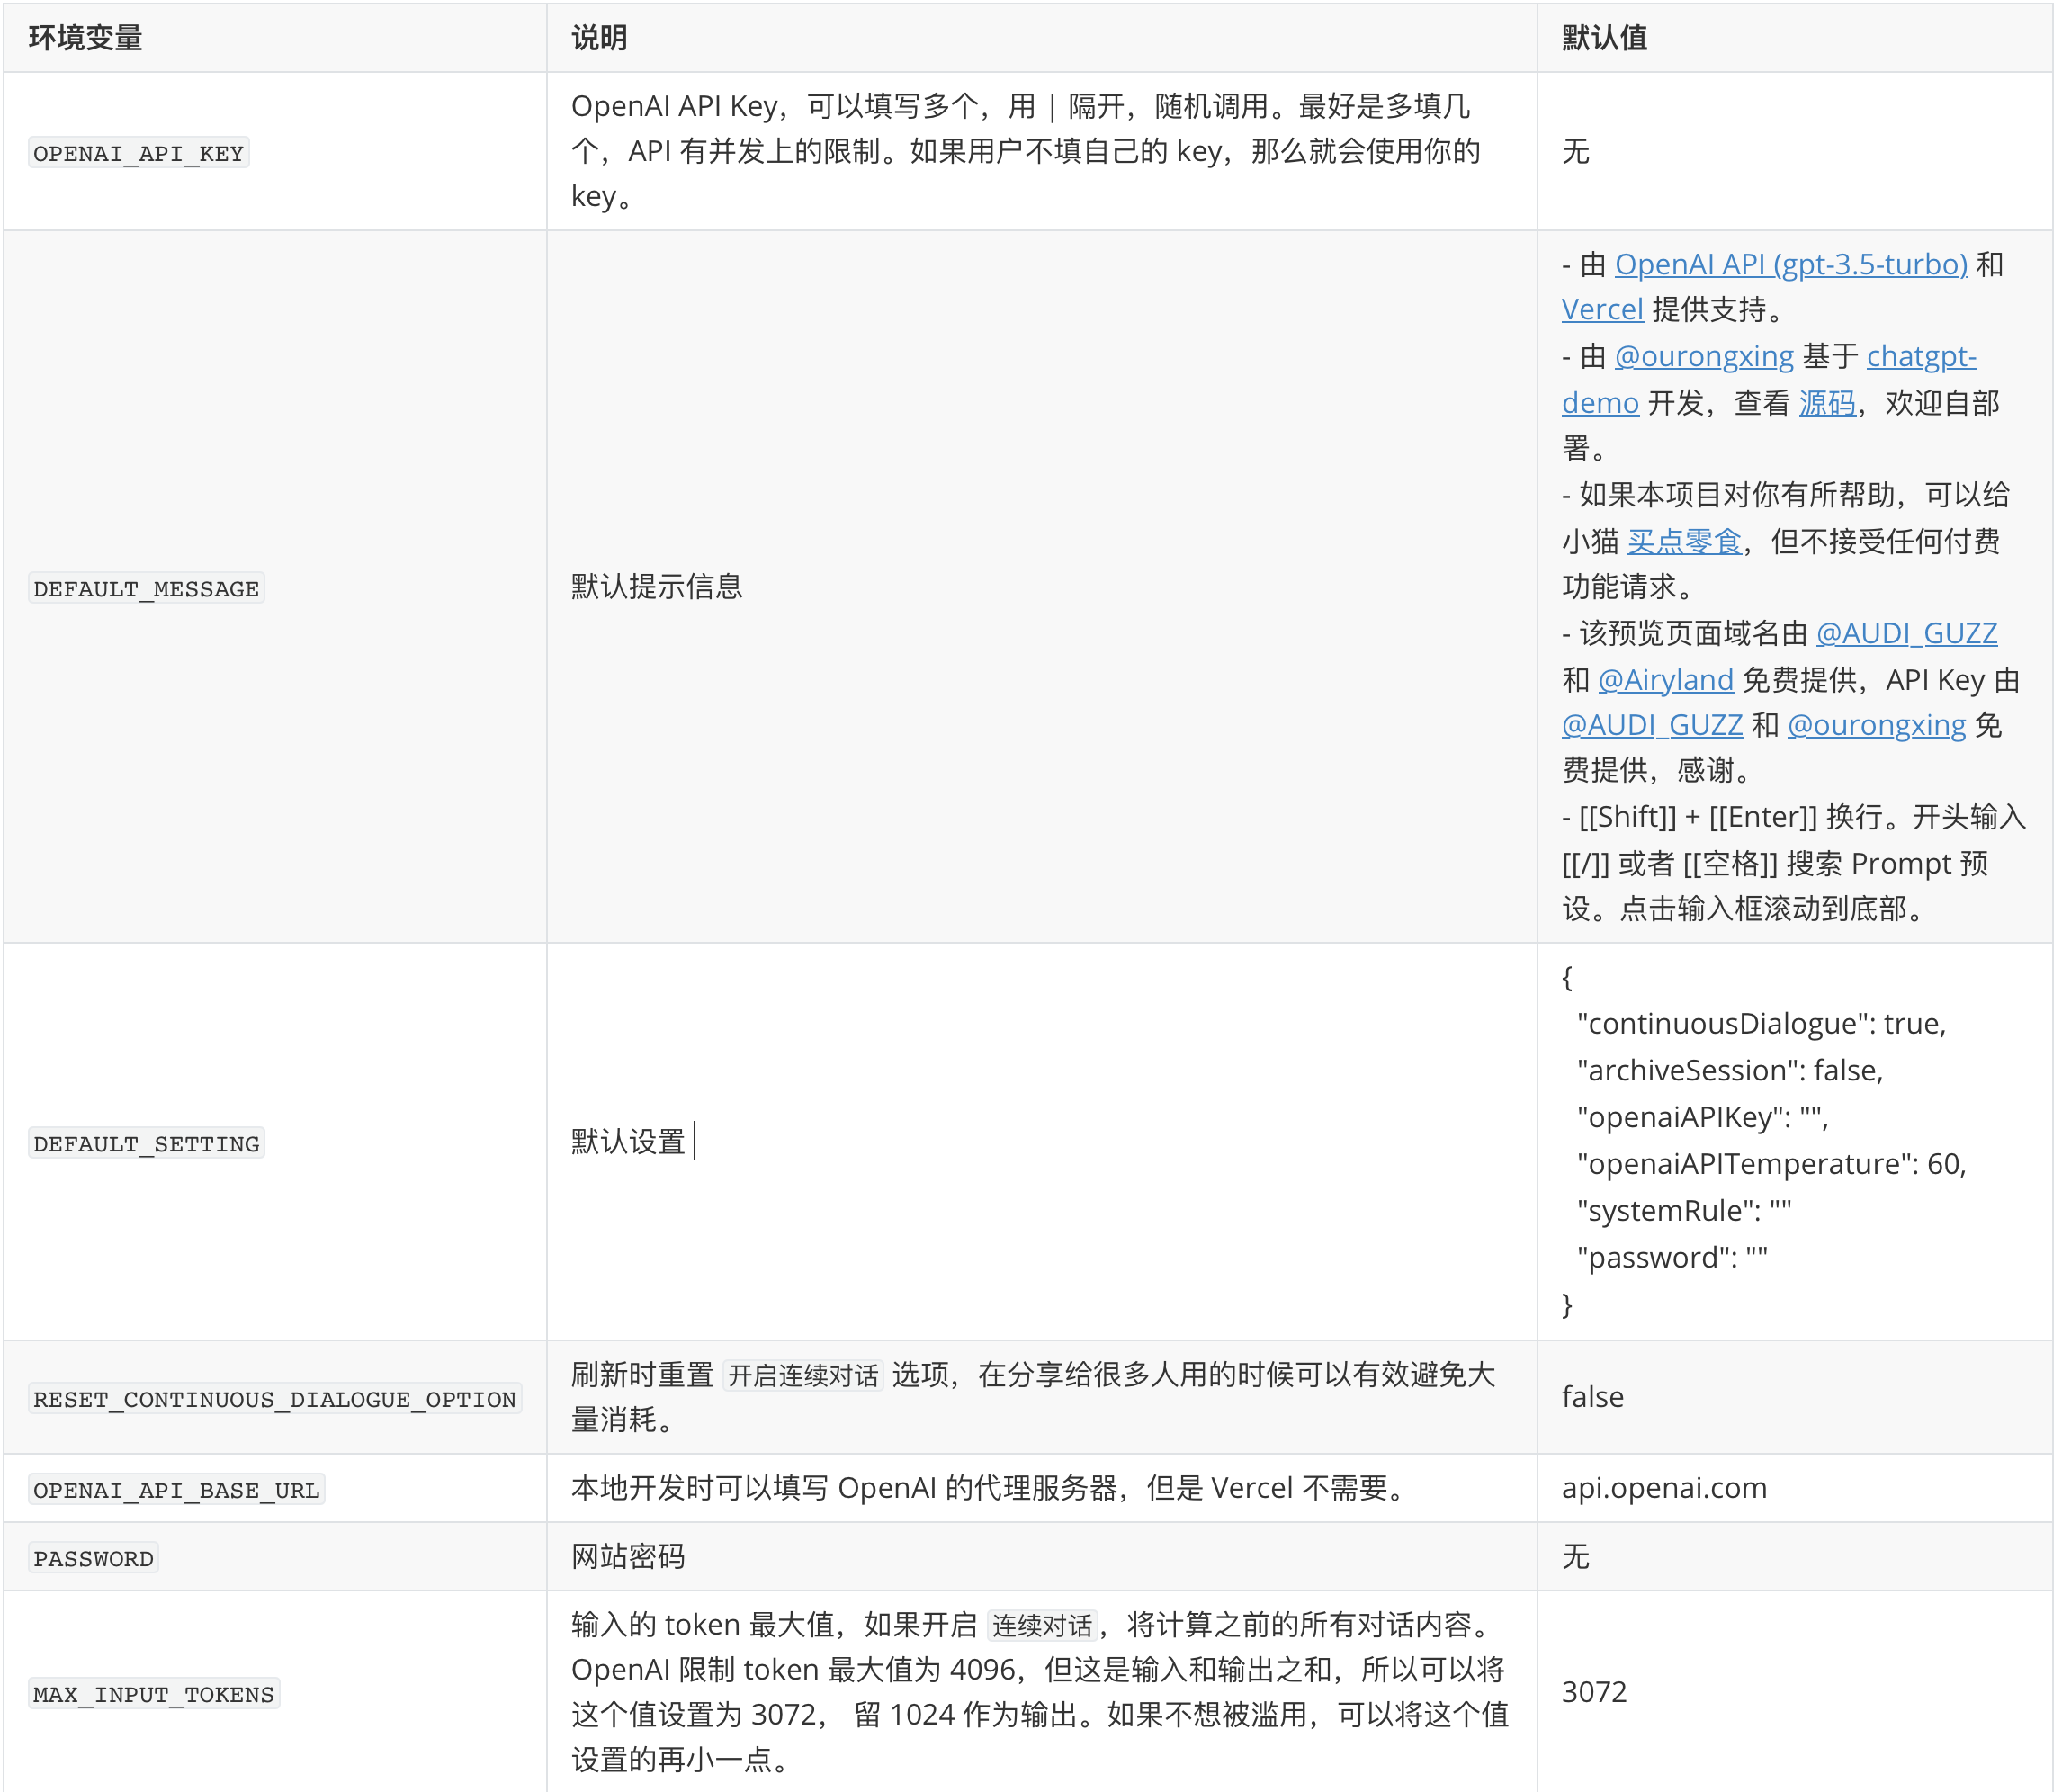 环境变量 说明 默认值
OPENAI_API_KEY
OpenAI API Key，可以填写多个，用 | 隔开，随机调用。最好是多填几
个，API 有并发上的限制。如果用户不填自己的 key，那么就会使用你的
key。
无
DEFAULT_MESSAGE
默认提示信息
- 由 OpenAI API (gpt-3.5-turbo) 和
Vercel 提供支持。
- 由 @ourongxing 基于 chatgpt-
demo 开发，查看 源码，欢迎自部
署。
- 如果本项目对你有所帮助，可以给
小猫 买点零食，但不接受任何付费
功能请求。
- 该预览页面域名由 @AUDI_GUZZ
和 @Airyland 免费提供，API Key 由
@AUDI_GUZZ 和 @ourongxing 免
费提供，感谢。
- [[Shift]] + [[Enter]] 换行。开头输入
[[/]] 或者 [[空格]] 搜索 Prompt 预
设。点击输入框滚动到底部。
DEFAULT_SETTING
默认设置
{
"continuousDialogue": true,
"archiveSession": false,
"openaiAPIKey": "",
"openaiAPITemperature": 60,
"systemRule": ""
"password": ""
}
RESET_CONTINUOUS_DIALOGUE_OPTION
刷新时重置 开启连续对话 选项，在分享给很多人用的时候可以有效避免大
量消耗。
false
OPENAI_API_BASE_URL
本地开发时可以填写 OpenAI 的代理服务器，但是 Vercel 不需要。
api.openai.com
PASSWORD
网站密码
无
MAX_INPUT_TOKENS
输入的 token 最大值，如果开启 连续对话，将计算之前的所有对话内容。
OpenAI 限制 token 最大值为 4096，但这是输入和输出之和，所以可以将
这个值设置为 3072， 留 1024 作为输出。如果不想被滥用，可以将这个值
设置的再小一点。
3072